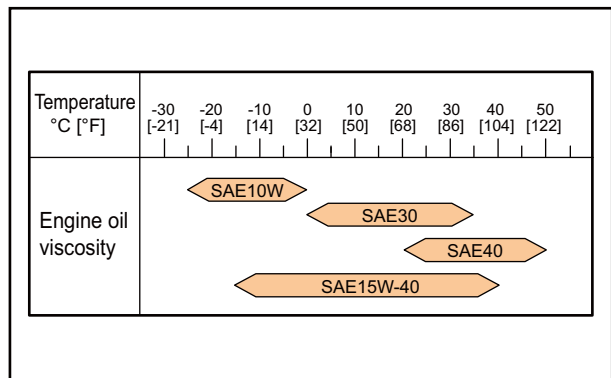 Temperature
°C [°F]
-30 -20 -10 0 10 20 30 40 50
[-21] [-4] [14] [32] [50] [68] [86] [104] [122]
Engine oil
viscosity
SAE10W
SAE30
SAE40
SAE15W-40